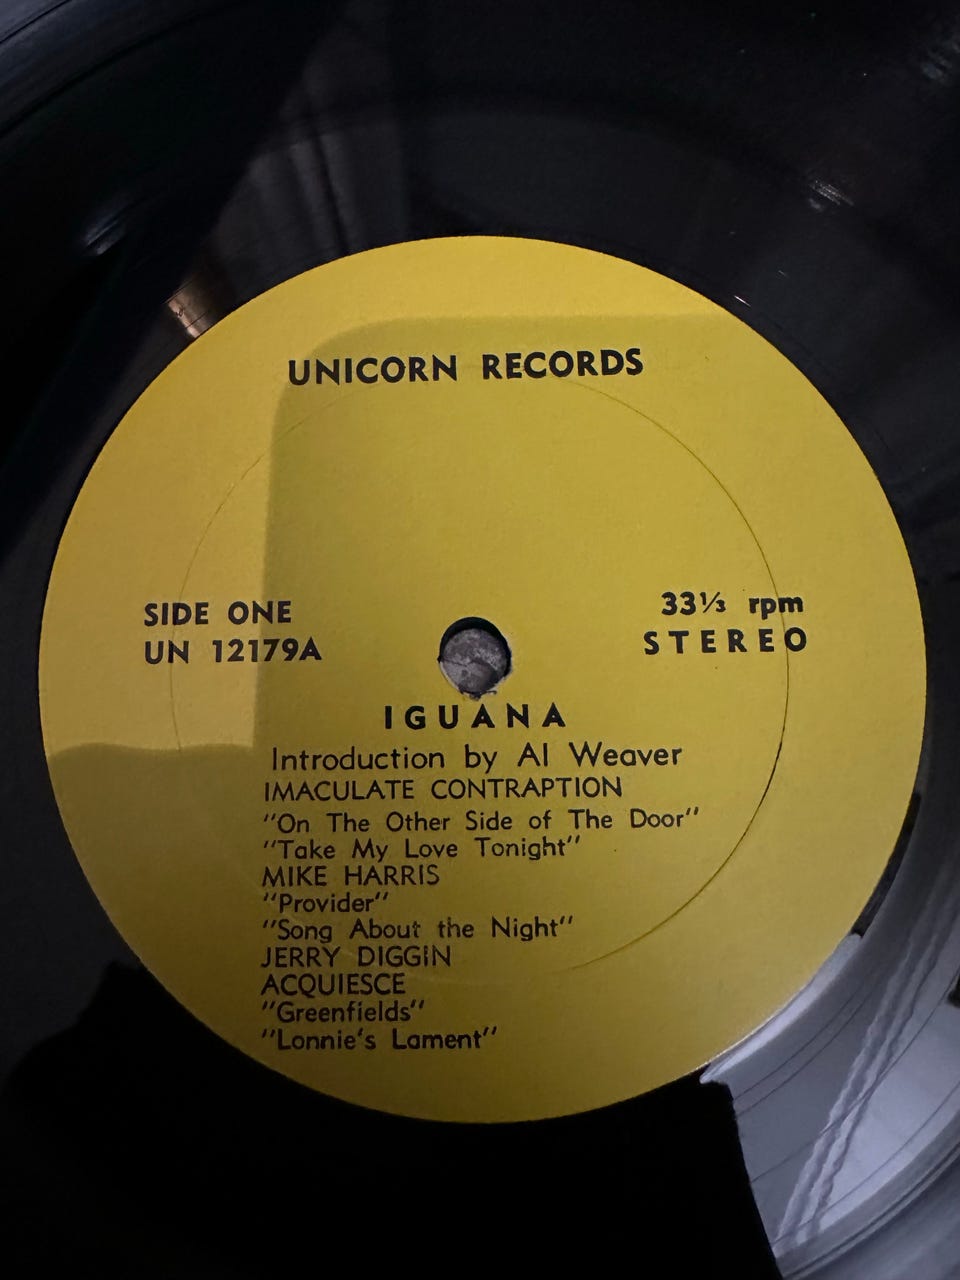 UNICORN RECORDS
SIDE ONE
UN 12179A
33⅓ rpm
STEREO
IGUANA
Introduction by Al Weaver
IMACULATE CONTRAPTION
"On The Other Side of The Door"
"Take My Love Tonight"
MIKE HARRIS
"Provider"
"Song About the Night"
JERRY DIGGIN
ACQUIESCE
"Greenfields"
"Lonnie's Lament"